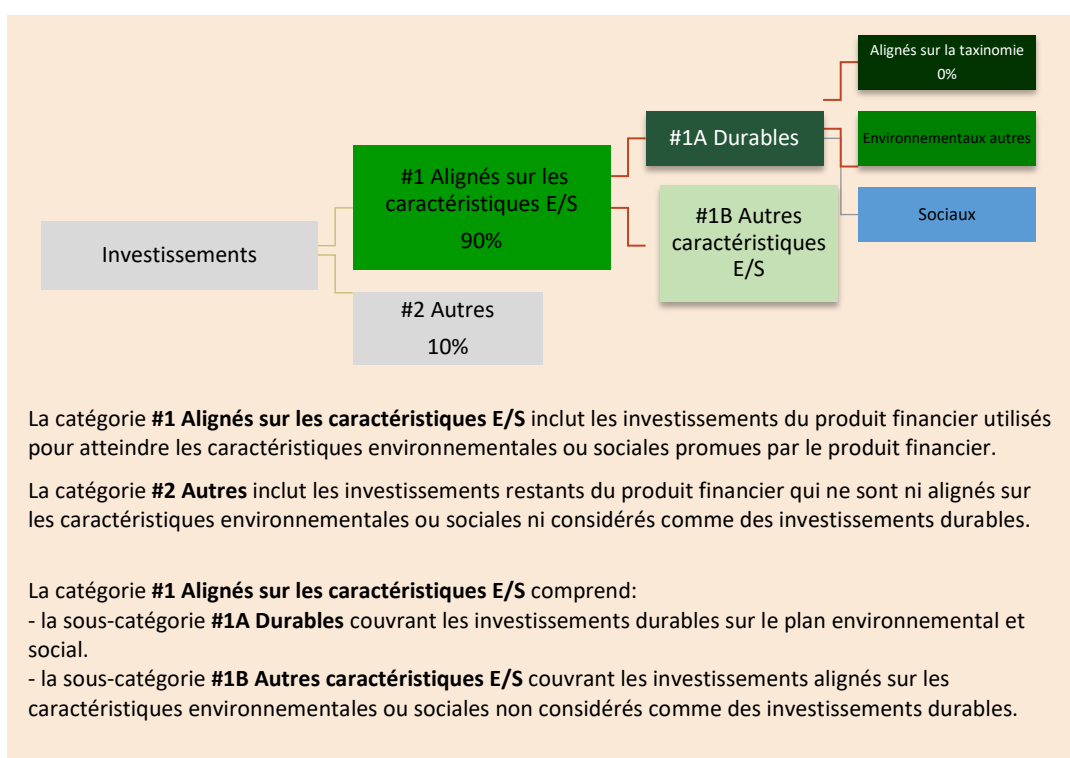 Alignés sur la taxinomie
0%
#1A Durables
Environnementaux autres
#1 Alignés sur les
caractéristiques E/S
90%
#1B Autres
caractéristiques
E/S
Sociaux
Investissements
#2 Autres
10%
La catégorie #1 Alignés sur les caractéristiques E/S inclut les investissements du produit financier utilisés
pour atteindre les caractéristiques environnementales ou sociales promues par le produit financier.
La catégorie #2 Autres inclut les investissements restants du produit financier qui ne sont ni alignés sur
les caractéristiques environnementales ou sociales ni considérés comme des investissements durables.
La catégorie #1 Alignés sur les caractéristiques E/S comprend:
- la sous-catégorie #1A Durables couvrant les investissements durables sur le plan environnemental et
social.
- la sous-catégorie #1B Autres caractéristiques E/S couvrant les investissements alignés sur les
caractéristiques environnementales ou sociales non considérés comme des investissements durables.